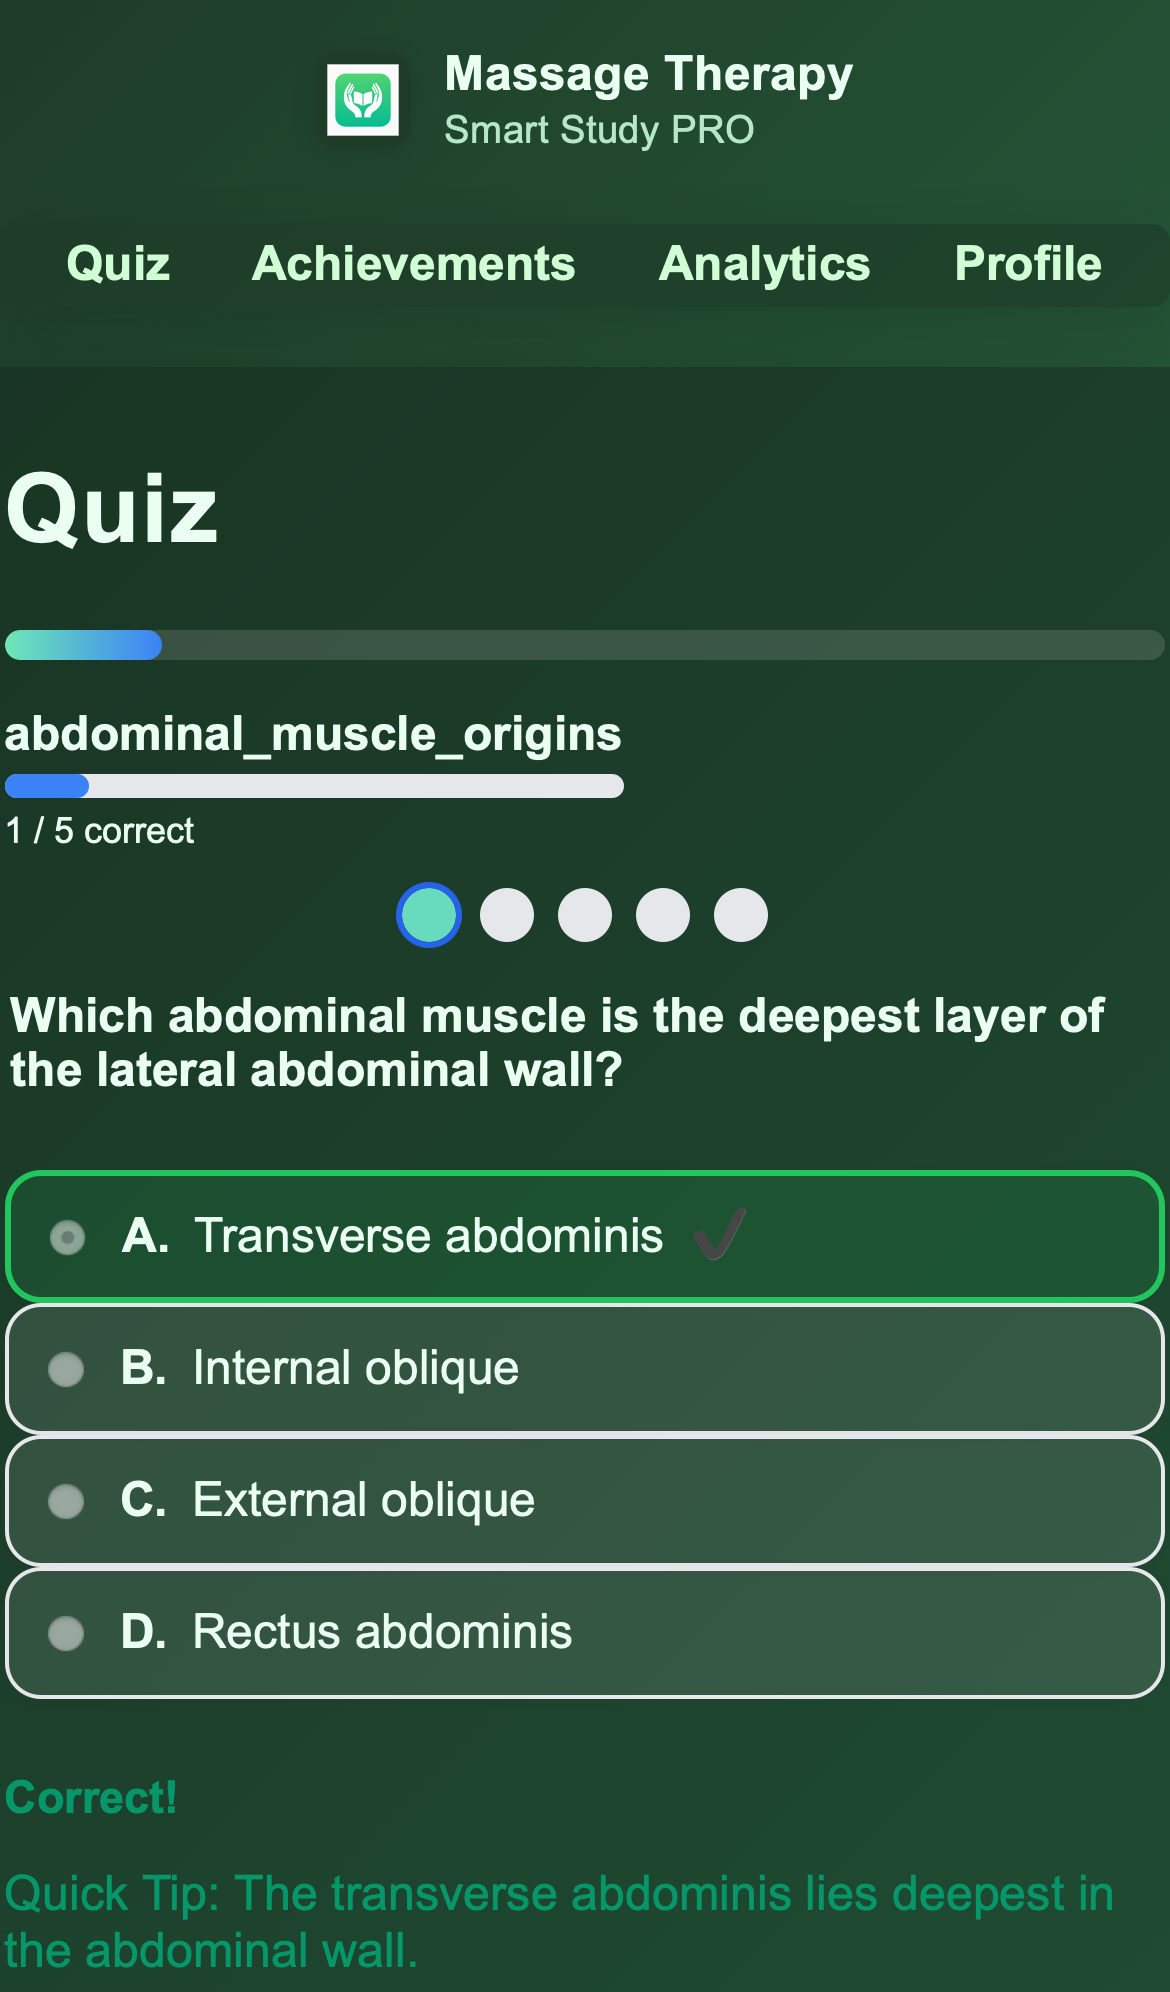 Massage Therapy
Smart Study PRO
Quiz Achievements Analytics Profile
Quiz
abdominal_muscle_origins
1 / 5 correct
Which abdominal muscle is the deepest layer of
the lateral abdominal wall?
A. Transverse abdominis ✔
B. Internal oblique
C. External oblique
D. Rectus abdominis
Correct!
Quick Tip: The transverse abdominis lies deepest in
the abdominal wall.